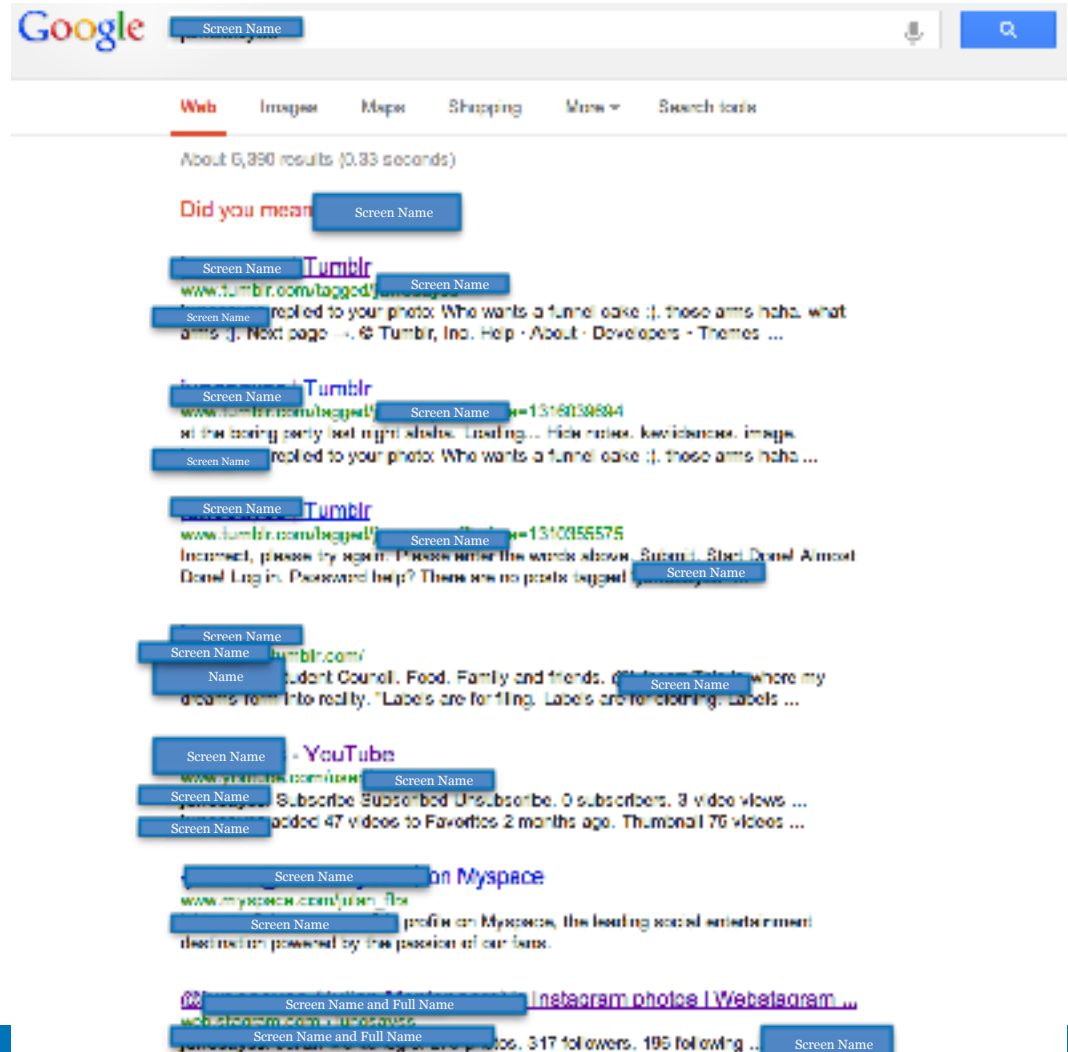 Google Screen Name
Web Images Maps Shopping More Search tools
About 6,390 results (0.33 seconds)
Did you mean Screen Name
Screen Name Tumblr
www.tumblr.com/tagged/ Screen Name
Screen Name replied to your photo: Who wants a funnel cake :). those arms haha. what
arms :]. Next page →. © Tumblr, Inc. Help · About · Developers · Themes ...
Screen Name Tumblr
www.tumblr.com/tagged/ Screen Name =1316039694
at the boring party last night ahaha. Loading... Hide notes. image.
Screen Name replied to your photo: Who wants a funnel cake :). those arms haha ...
Screen Name | Tumblr
www.tumblr.com/tagged/ Screen Name =1310355575
Incorrect, please try again. Please enter the words above. Submit. Start Done! Almost
Done! Log in. Password help? There are no posts tagged Screen Name
Screen Name
Screen Name tumblr.com/
Name Council. Food. Family and friends. Screen Name where my
dreams form into reality. "Labels are for filing. Labels are for clothing. Labels ...
Screen Name - YouTube
www.youtube.com/user/ Screen Name
Screen Name Subscribe Subscribed Unsubscribe. 0 subscribers. 3 video views ...
Screen Name added 47 videos to Favorites 2 months ago. Thumbnail 75 videos ...
Screen Name on Myspace
www.myspace.com/
Screen Name profile on Myspace, the leading social entertainment
destination powered by the passion of our fans.
Screen Name and Full Name Instagram photos | Webstagram ...
web.stagram.com
Screen Name and Full Name 317 followers, 196 following ... Screen Name